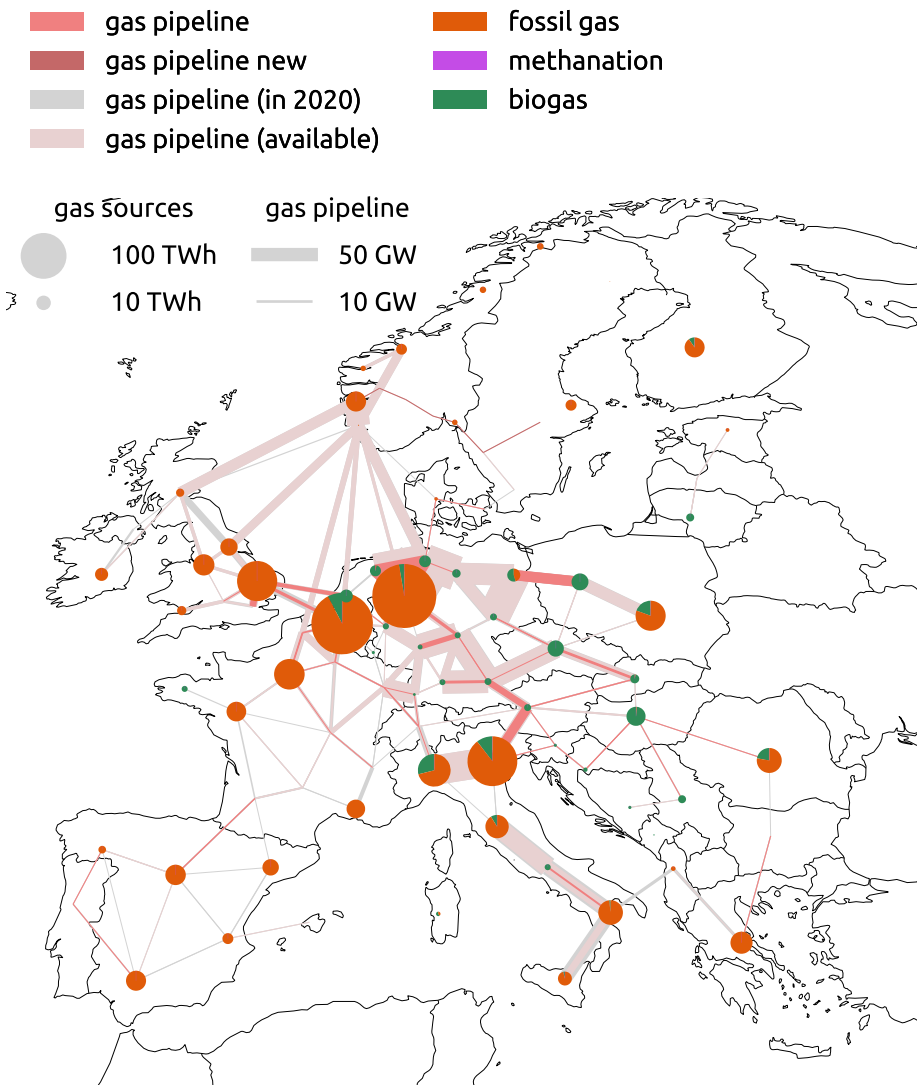 gas pipeline
gas pipeline new
gas pipeline (in 2020)
gas pipeline (available)
fossil gas
methanation
biogas
gas sources
100 TWh
10 TWh
gas pipeline
50 GW
10 GW